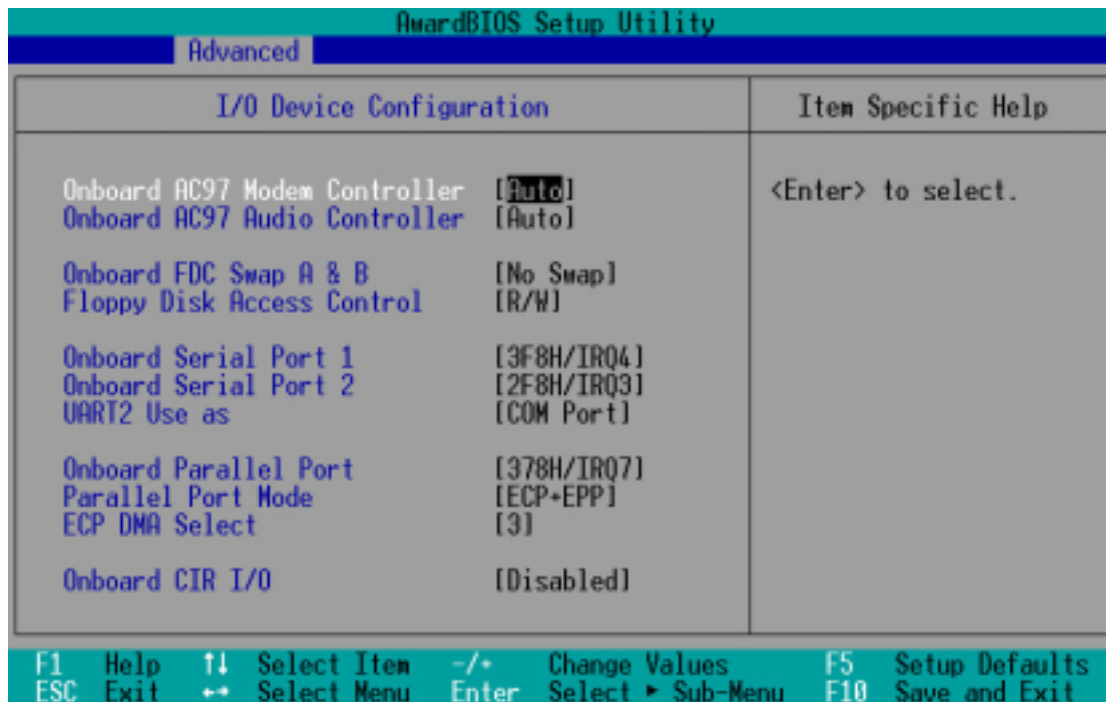 AwardBIOS Setup Utility
Advanced
I/O Device Configuration
Item Specific Help
Onboard AC97 Modem Controller [Auto]
<Enter> to select.
Onboard AC97 Audio Controller [Auto]
Onboard FDC Swap A & B [No Swap]
Floppy Disk Access Control [R/W]
Onboard Serial Port 1 [3F8H/IRQ4]
Onboard Serial Port 2 [2F8H/IRQ3]
UART2 Use as [COM Port]
Onboard Parallel Port [378H/IRQ7]
Parallel Port Mode [ECP+EPP]
ECP DMA Select [3]
Onboard CIR I/O [Disabled]
F1 Help ↑↓ Select Item -/+ Change Values F5 Setup Defaults
ESC Exit ←→ Select Menu Enter Select ► Sub-Menu F10 Save and Exit